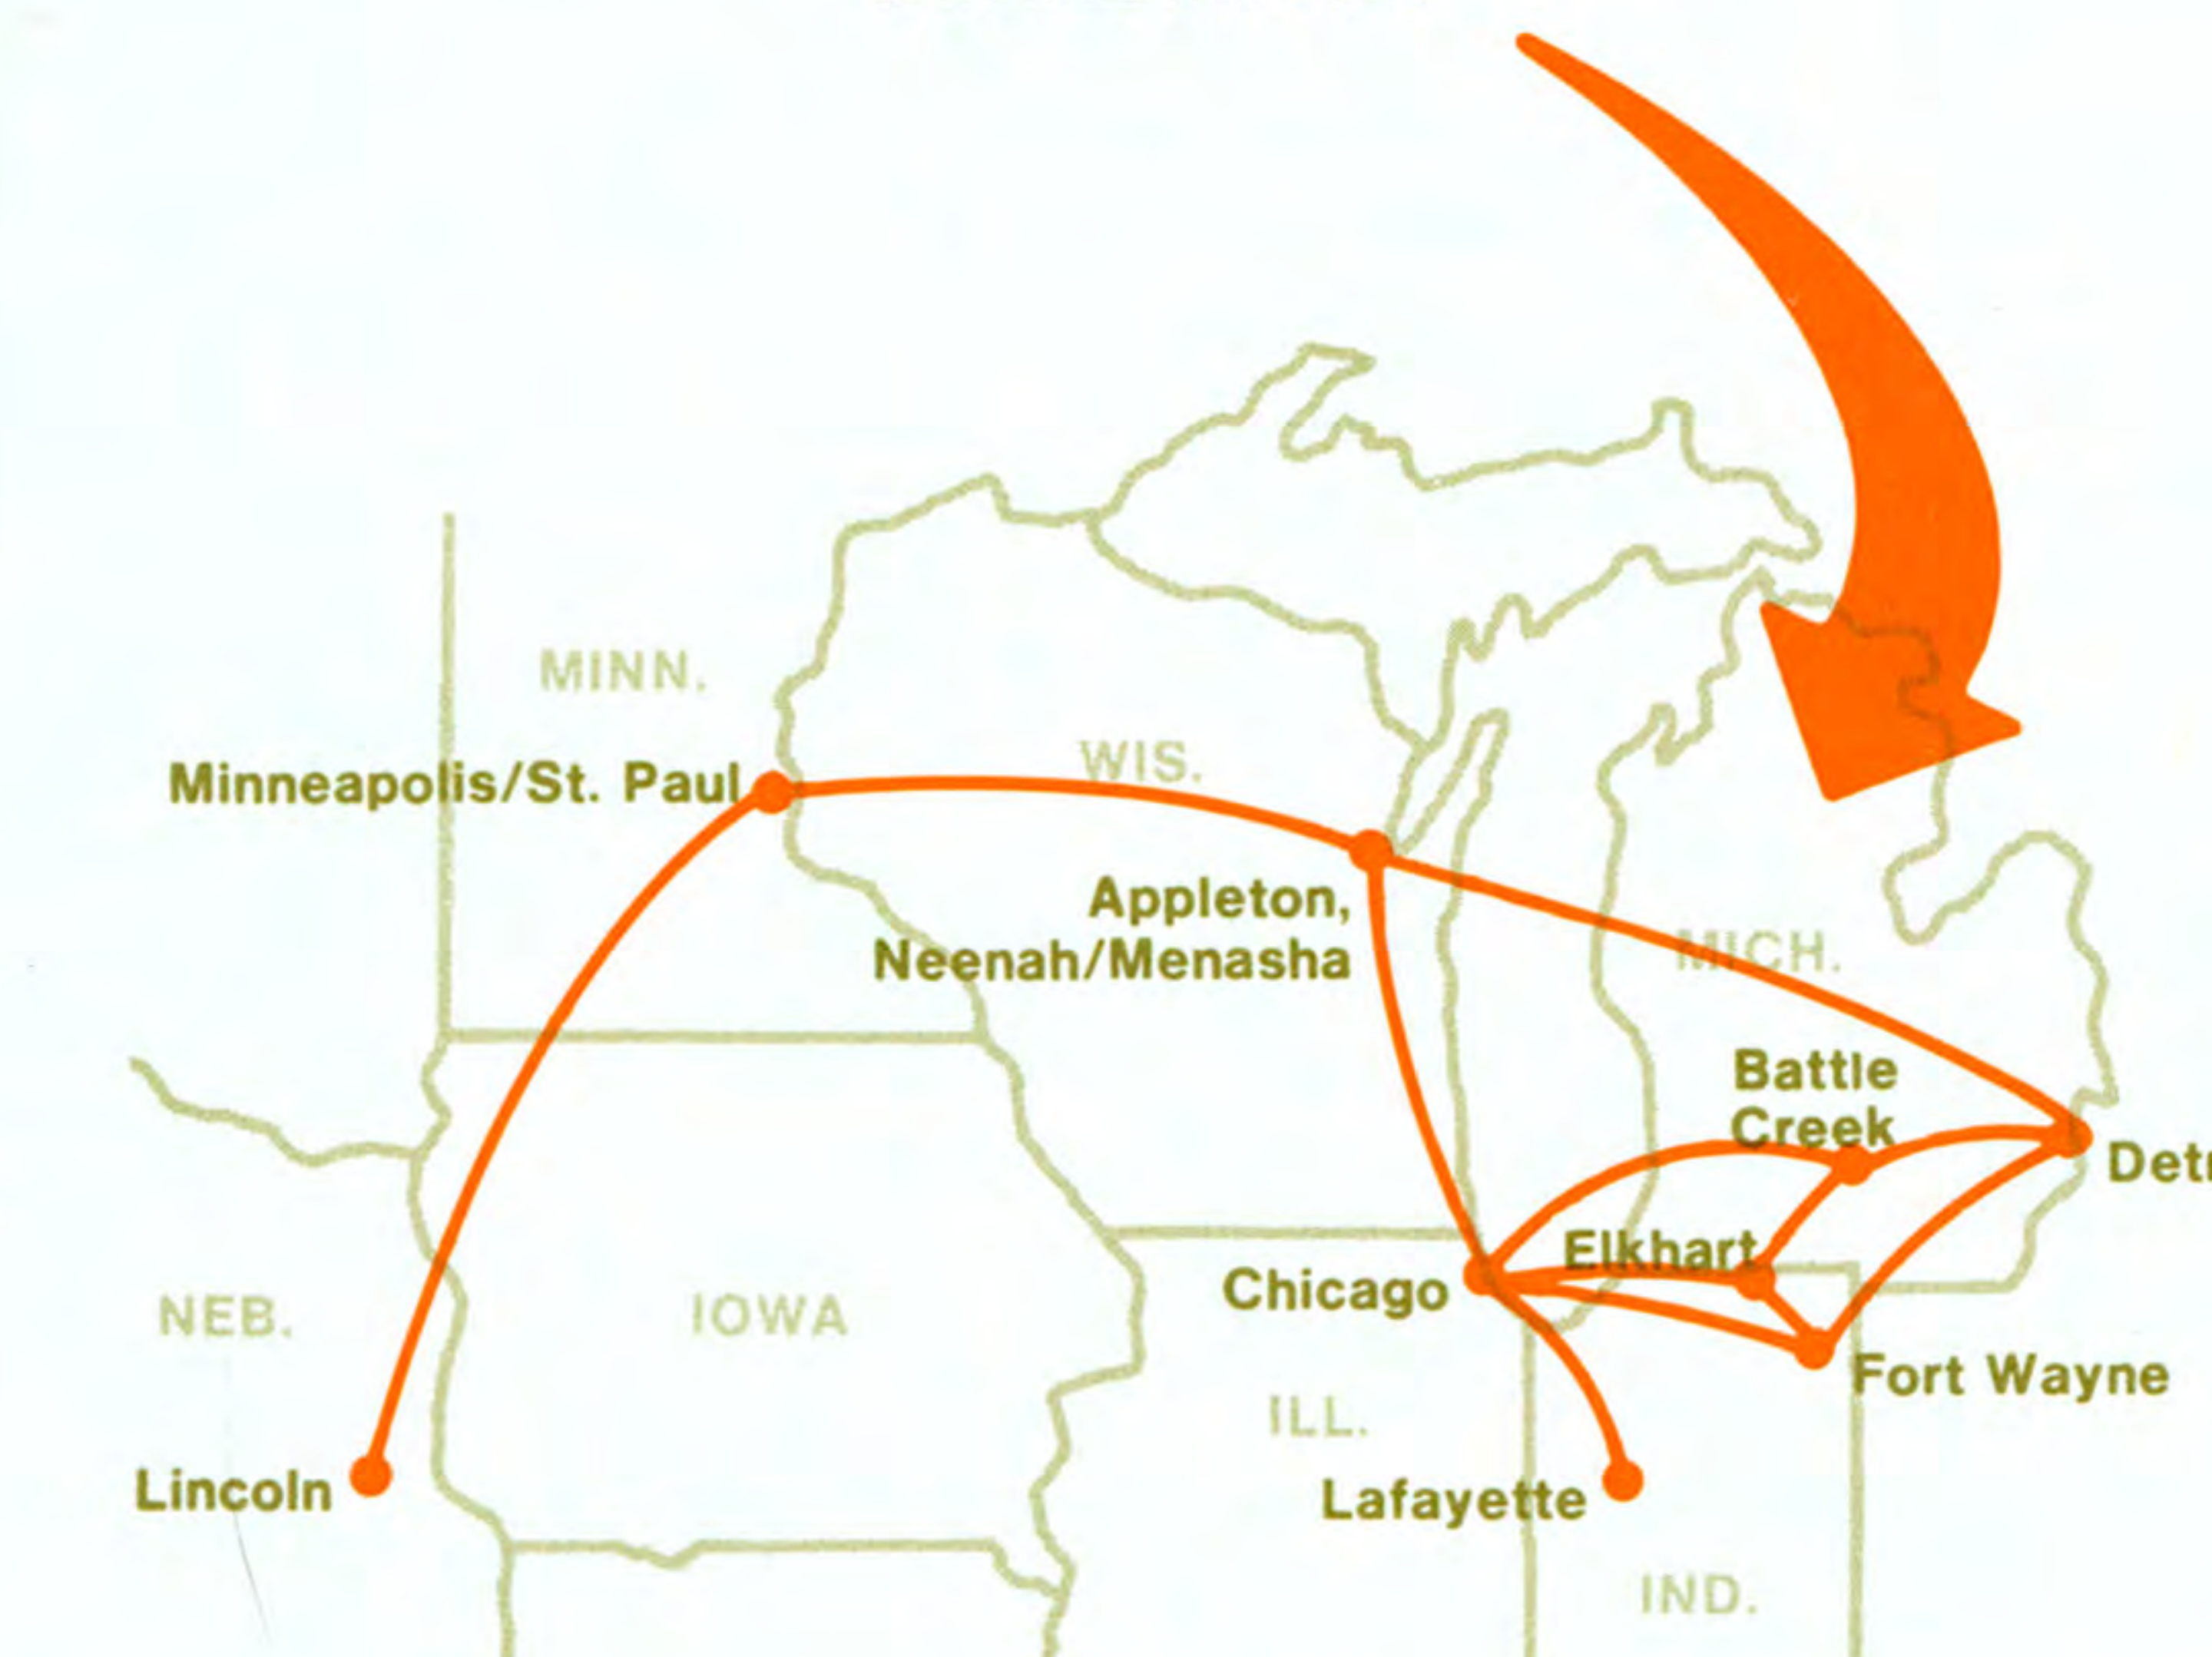 MINN.
WIS.
Minneapolis/St. Paul
Appleton,
Neenah/Menasha
MICH.
Battle
Creek
Detr
Elkhart
Chicago
NEB.
IOWA
Fort Wayne
ILL.
Lincoln
Lafayette
IND.